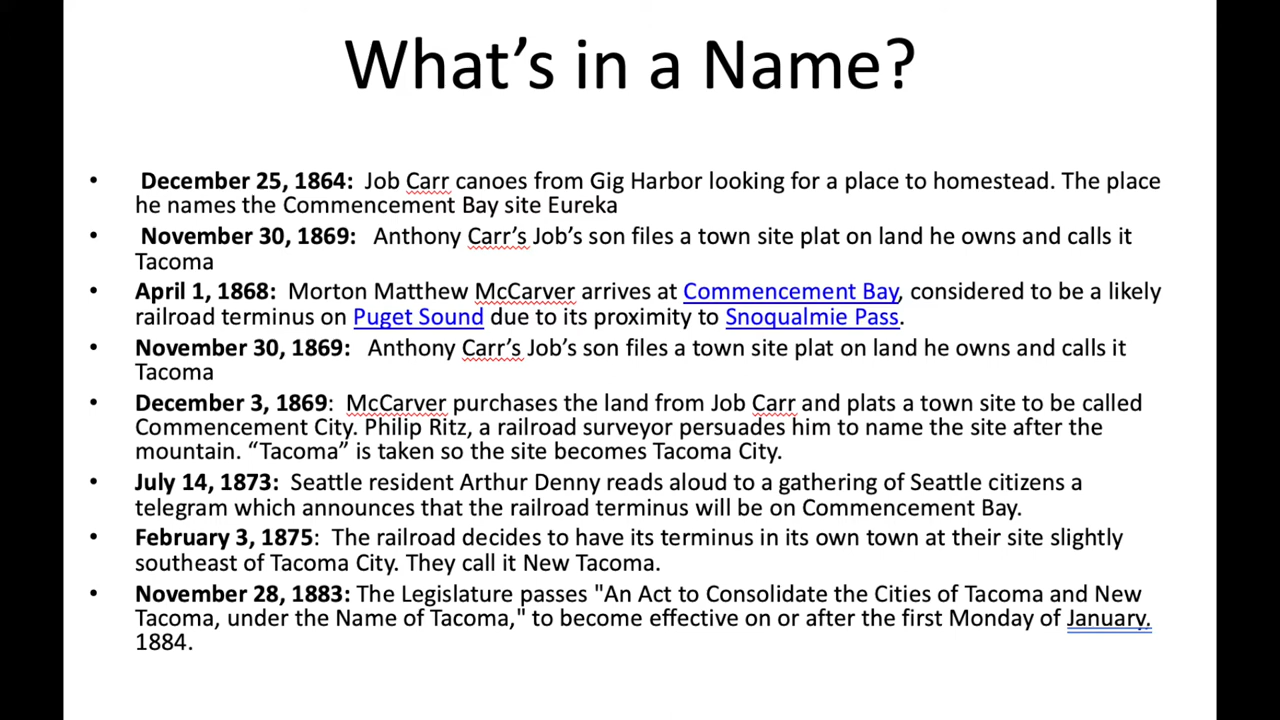 What's in a Name?
• December 25, 1864: Job Carr canoes from Gig Harbor looking for a place to homestead. The place
he names the Commencement Bay site Eureka
• November 30, 1869: Anthony Carr's Job's son files a town site plat on land he owns and calls it
Tacoma
• April 1, 1868: Morton Matthew McCarver arrives at Commencement Bay, considered to be a likely
railroad terminus on Puget Sound due to its proximity to Snoqualmie Pass.
• November 30, 1869: Anthony Carr's Job's son files a town site plat on land he owns and calls it
Tacoma
• December 3, 1869: McCarver purchases the land from Job Carr and plats a town site to be called
Commencement City. Philip Ritz, a railroad surveyor persuades him to name the site after the
mountain. “Tacoma” is taken so the site becomes Tacoma City.
• July 14, 1873: Seattle resident Arthur Denny reads aloud to a gathering of Seattle citizens a
telegram which announces that the railroad terminus will be on Commencement Bay.
• February 3, 1875: The railroad decides to have its terminus in its own town at their site slightly
southeast of Tacoma City. They call it New Tacoma.
• November 28, 1883: The Legislature passes "An Act to Consolidate the Cities of Tacoma and New
Tacoma, under the Name of Tacoma," to become effective on or after the first Monday of January.
1884.